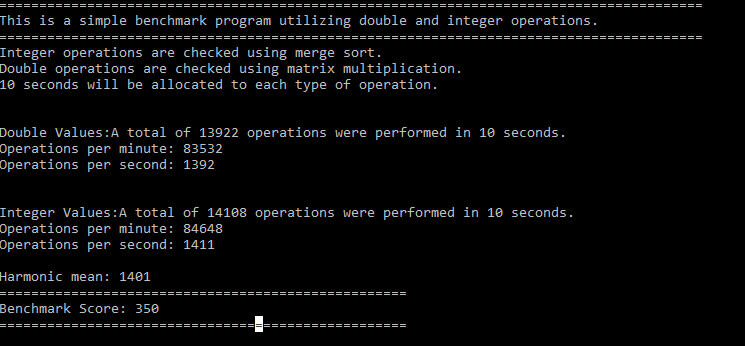 ========================================================================================
This is a simple benchmark program utilizing double and integer operations.
========================================================================================
Integer operations are checked using merge sort.
Double operations are checked using matrix multiplication.
10 seconds will be allocated to each type of operation.
Double Values:A total of 13922 operations were performed in 10 seconds.
Operations per minute: 83532
Operations per second: 1392
Integer Values:A total of 14108 operations were performed in 10 seconds.
Operations per minute: 84648
Operations per second: 1411
Harmonic mean: 1401
===================================================
Benchmark Score: 350
===================================================